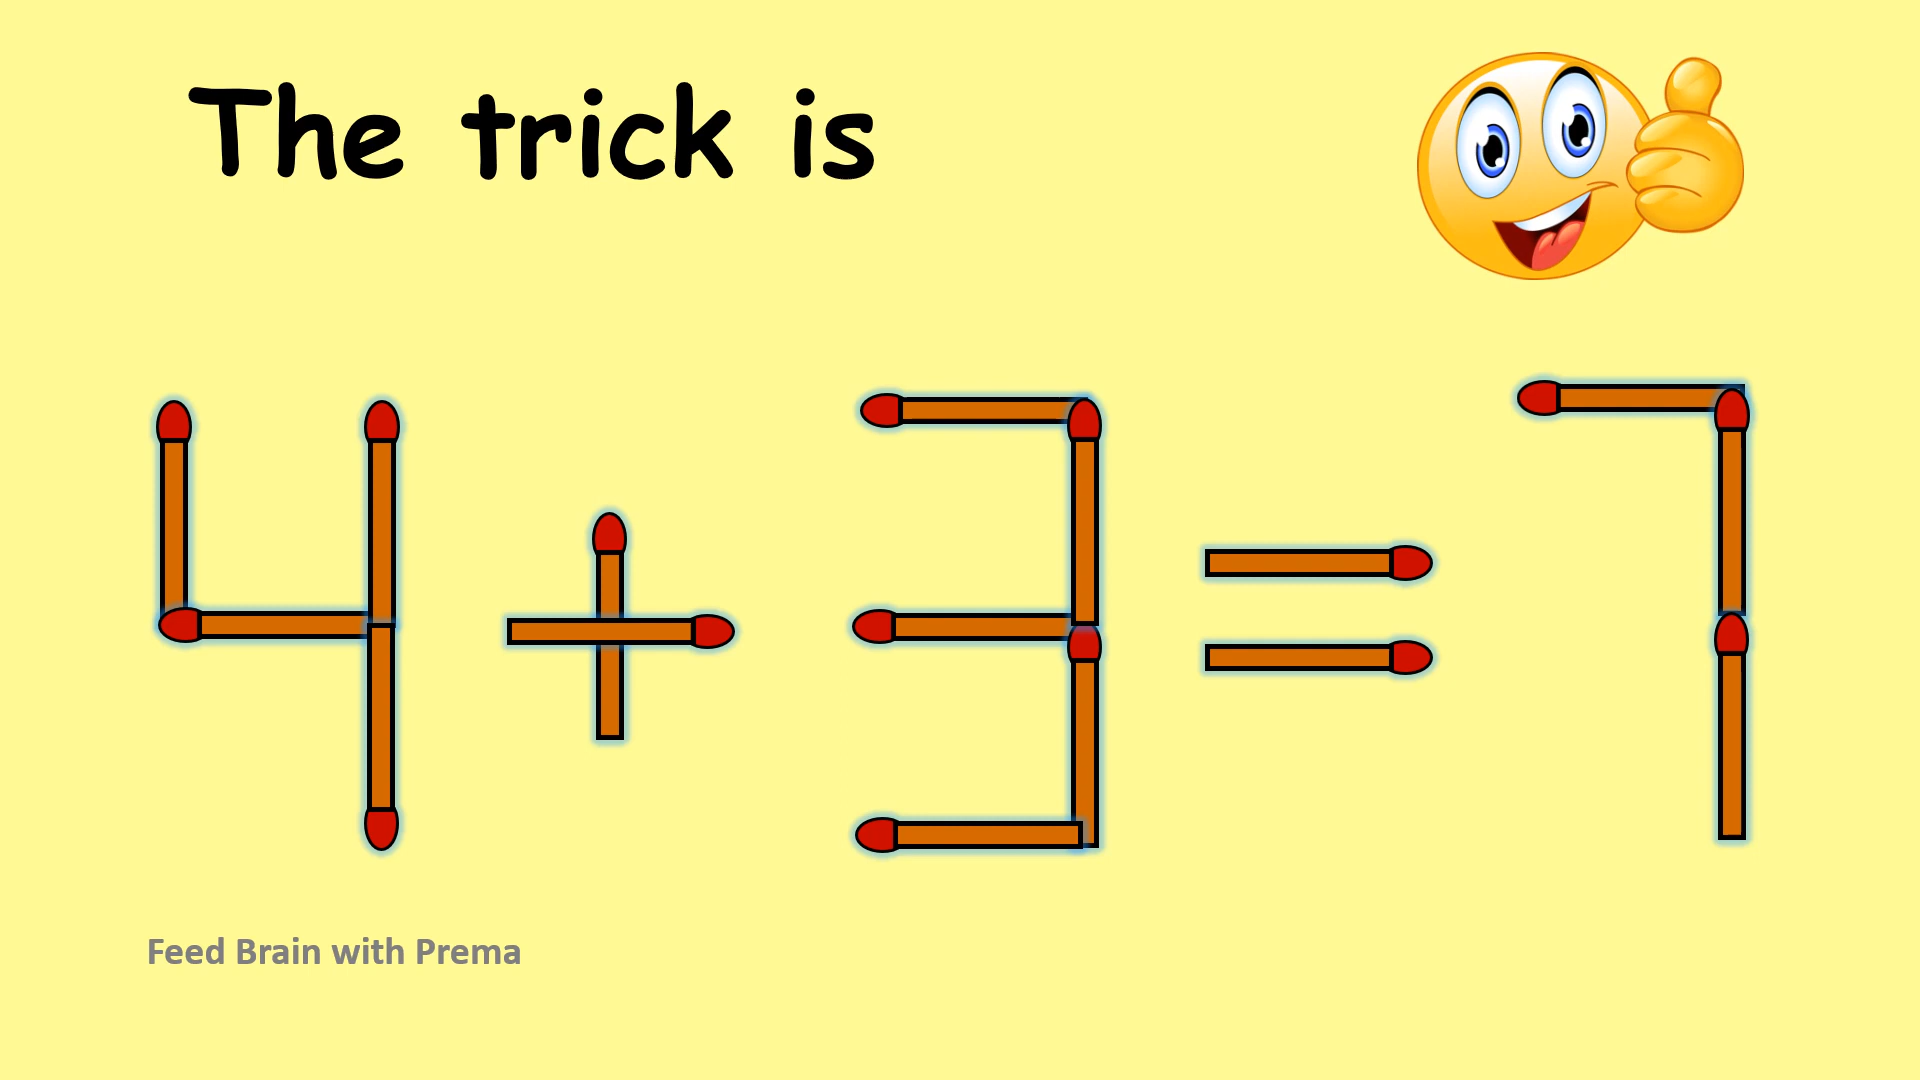 The trick is
4 + 3 = 7
Feed Brain with Prema